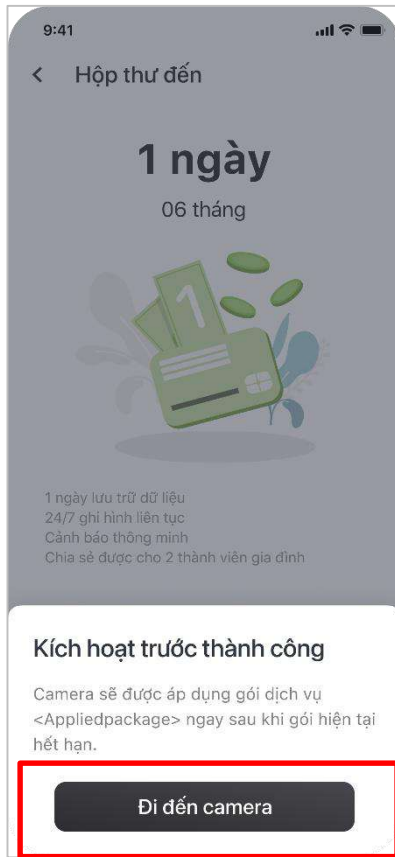 9:41
Hộp thư đến
1 ngày
06 tháng
1
1 ngày lưu trữ dữ liệu
24/7 ghi hình liên tục
Cảnh báo thông minh
Chia sẻ được cho 2 thành viên gia đình
Kích hoạt trước thành công
Camera sẽ được áp dụng gói dịch vụ
<Appliedpackage> ngay sau khi gói hiện tại
hết hạn.
Đi đến camera